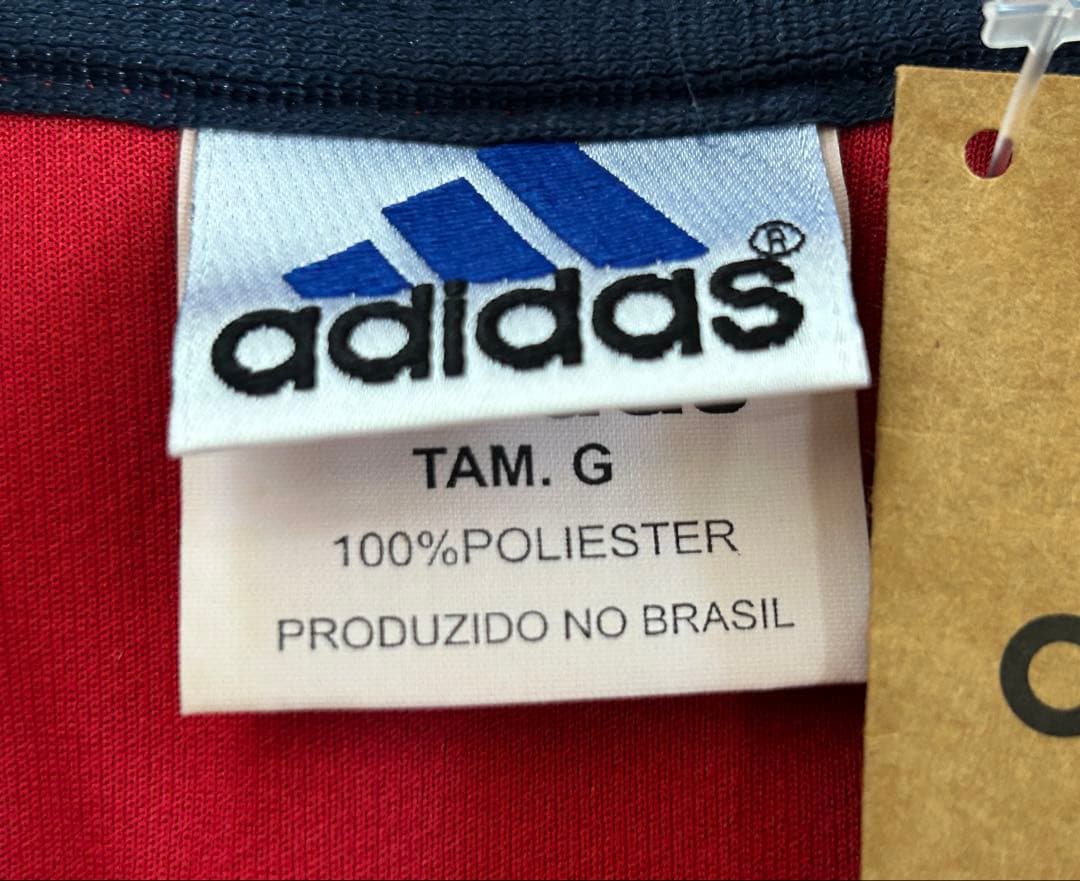 adidas®
TAM. G
100%POLIESTER
PRODUZIDO NO BRASIL